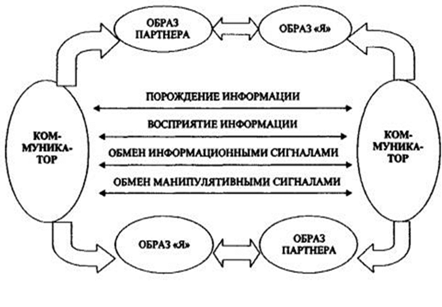 ОБРАЗ
ПАРТНЕРА
ОБРАЗ «Я»
ПОРОЖДЕНИЕ ИНФОРМАЦИИ
КОМ-
МУНИКА-
ТОР
ВОСПРИЯТИЕ ИНФОРМАЦИИ
ОБМЕН ИНФОРМАЦИОННЫМИ СИГНАЛАМИ
ОБМЕН МАНИПУЛЯТИВНЫМИ СИГНАЛАМИ
КОМ-
МУНИКА-
ТОР
ОБРАЗ «Я»
ОБРАЗ
ПАРТНЕРА